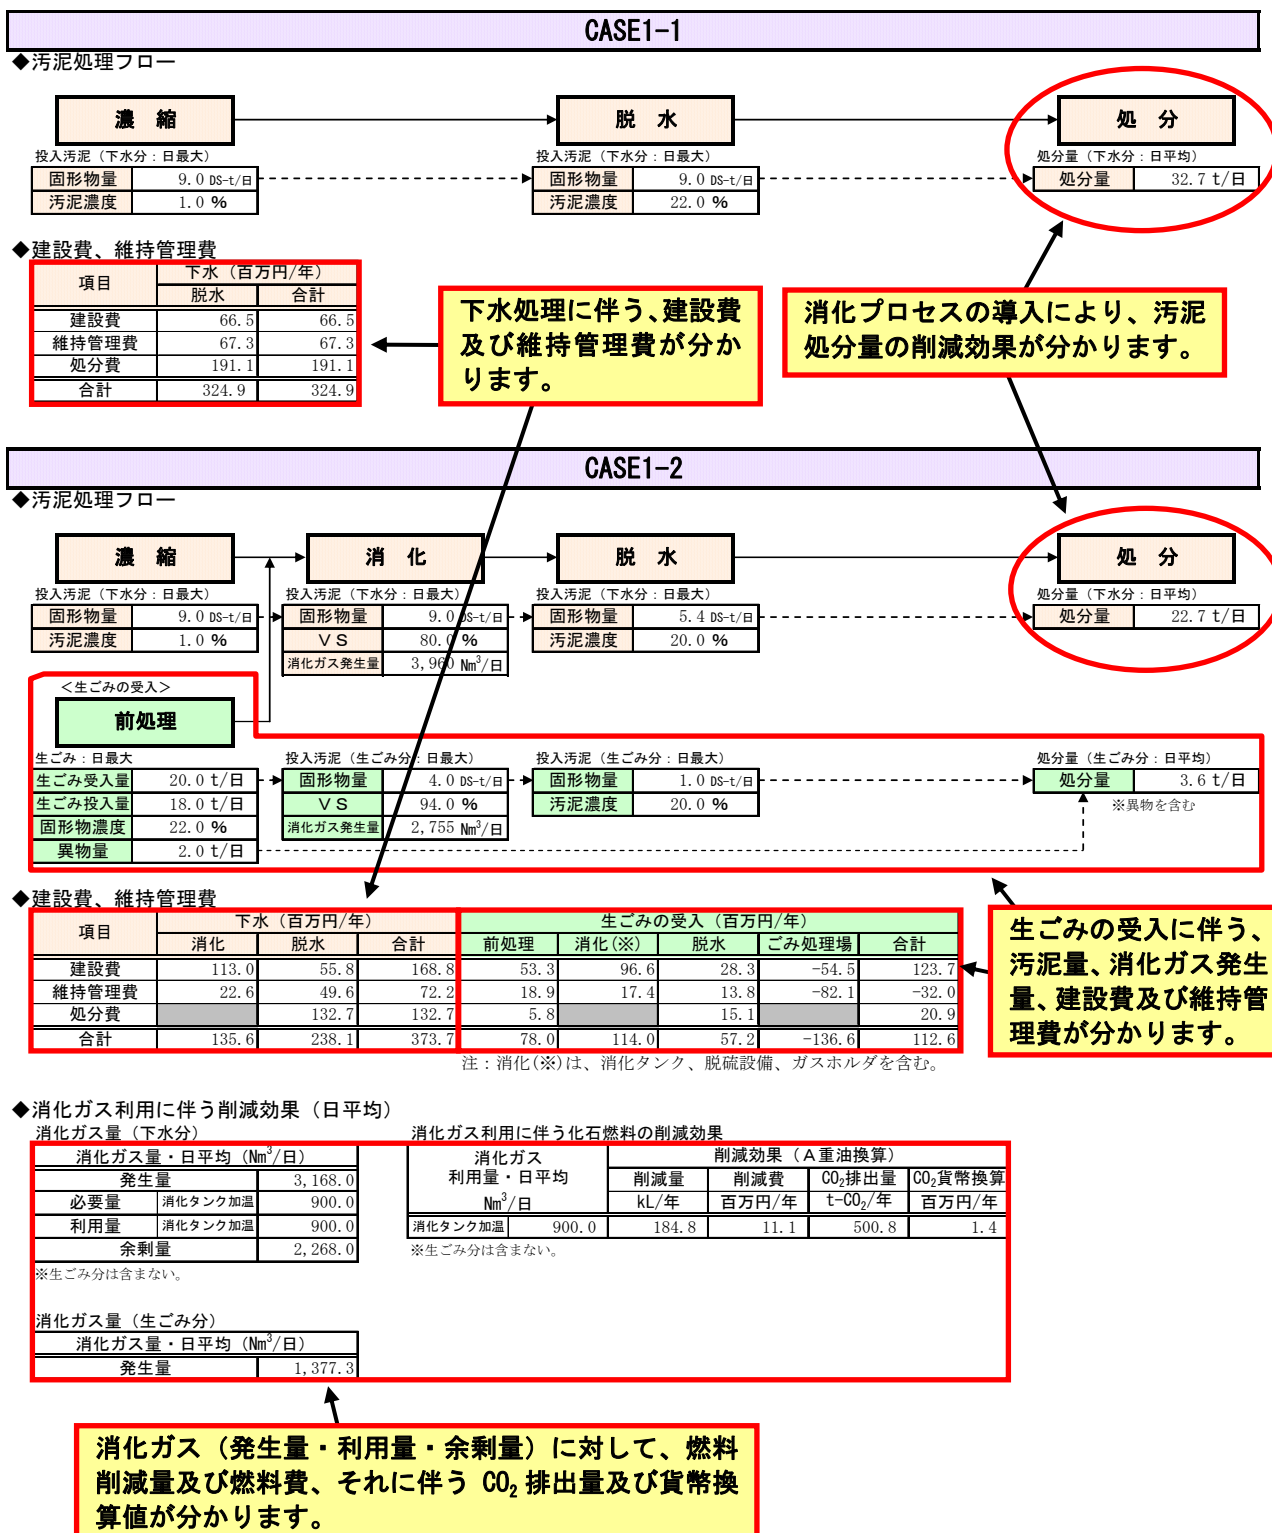 CASE1-1
◆汚泥処理フロー
濃 縮
脱 水
処 分
投入汚泥（下水分：日最大）
投入汚泥（下水分：日最大）
処分量（下水分：日平均）
固形物量 9.0 DS-t/日
固形物量 9.0 DS-t/日
処分量 32.7 t/日
汚泥濃度 1.0 %
汚泥濃度 22.0 %
◆建設費、維持管理費
項目 下水（百万円/年）
脱水 合計
建設費 66.5 66.5
維持管理費 67.3 67.3
処分費 191.1 191.1
合計 324.9 324.9
下水処理に伴う、建設費
及び維持管理費が分か
ります。
消化プロセスの導入により、汚泥
処分量の削減効果が分かります。
CASE1-2
◆汚泥処理フロー
濃 縮
消 化
脱 水
処 分
投入汚泥（下水分：日最大）
投入汚泥（下水分：日最大）
投入汚泥（下水分：日最大）
処分量（下水分：日平均）
固形物量 9.0 DS-t/日
固形物量 9.0 DS-t/日
固形物量 5.4 DS-t/日
処分量 22.7 t/日
汚泥濃度 1.0 %
ＶＳ 80.0 %
汚泥濃度 20.0 %
消化ガス発生量 3,960 Nm³/日
＜生ごみの受入＞
前処理
生ごみ：日最大
投入汚泥（生ごみ分：日最大）
投入汚泥（生ごみ分：日最大）
処分量（生ごみ分：日平均）
生ごみ受入量 20.0 t/日
固形物量 4.0 DS-t/日
固形物量 1.0 DS-t/日
処分量 3.6 t/日
生ごみ投入量 18.0 t/日
ＶＳ 94.0 %
汚泥濃度 20.0 %
※異物を含む
固形物濃度 22.0 %
消化ガス発生量 2,755 Nm³/日
異物量 2.0 t/日
◆建設費、維持管理費
項目 下水（百万円/年） 生ごみの受入（百万円/年）
消化 脱水 合計 前処理 消化(※) 脱水 ごみ処理場 合計
建設費 113.0 55.8 168.8 53.3 96.6 28.3 -54.5 123.7
維持管理費 22.6 49.6 72.2 18.9 17.4 13.8 -82.1 -32.0
処分費 132.7 132.7 5.8 15.1 20.9
合計 135.6 238.1 373.7 78.0 114.0 57.2 -136.6 112.6
注：消化(※)は、消化タンク、脱硫設備、ガスホルダを含む。
生ごみの受入に伴う、
汚泥量、消化ガス発生
量、建設費及び維持管
理費が分かります。
◆消化ガス利用に伴う削減効果（日平均）
消化ガス量（下水分）
消化ガス量・日平均（Nm³/日）
発生量 3,168.0
必要量 消化タンク加温 900.0
利用量 消化タンク加温 900.0
余剰量 2,268.0
※生ごみ分は含まない。
消化ガス利用に伴う化石燃料の削減効果
消化ガス 削減効果（Ａ重油換算）
利用量・日平均 削減量 削減費 CO₂排出量 CO₂貨幣換算
Nm³/日 kL/年 百万円/年 t-CO₂/年 百万円/年
消化タンク加温 900.0 184.8 11.1 500.8 1.4
※生ごみ分は含まない。
消化ガス量（生ごみ分）
消化ガス量・日平均（Nm³/日）
発生量 1,377.3
消化ガス（発生量・利用量・余剰量）に対して、燃料
削減量及び燃料費、それに伴う CO₂排出量及び貨幣換
算値が分かります。